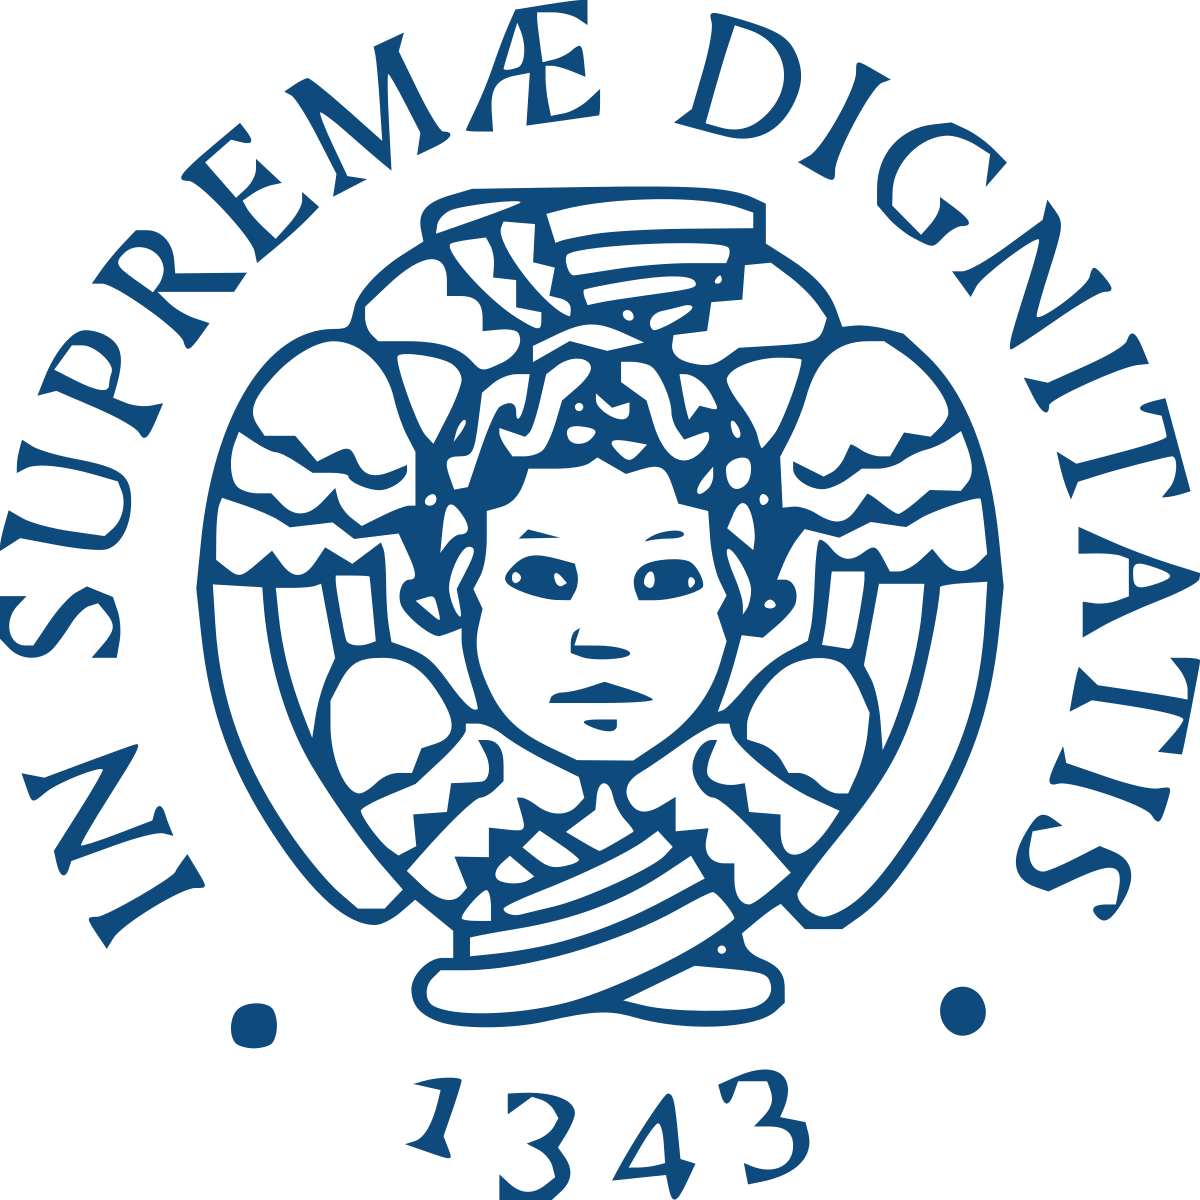 IN SUPREMÆ DIGNITATIS
• 1343 •